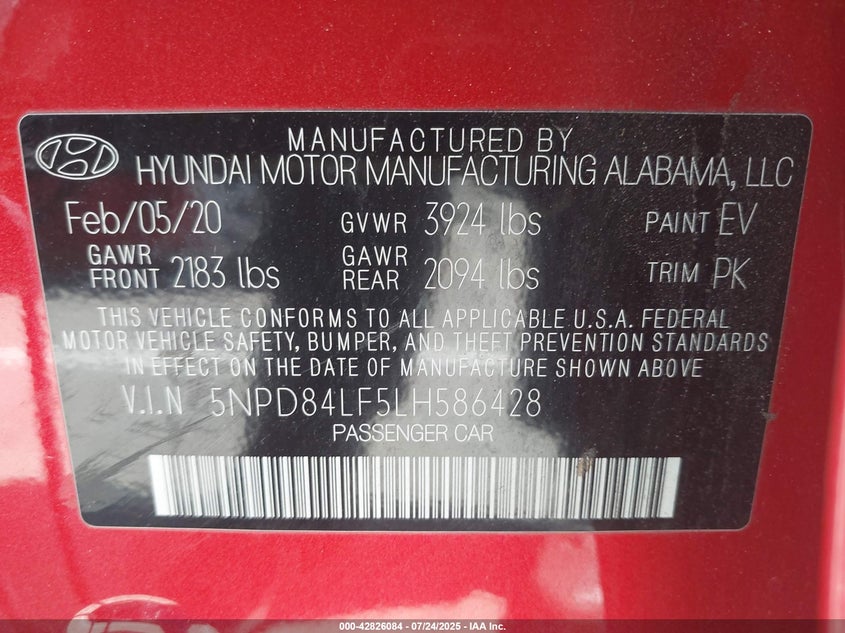 MANUFACTURED BY
HYUNDAI MOTOR MANUFACTURING ALABAMA, LLC
Feb/05/20 GVWR 3924 lbs PAINT EV
GAWR FRONT 2183 lbs GAWR REAR 2094 lbs TRIM PK
THIS VEHICLE CONFORMS TO ALL APPLICABLE U.S.A. FEDERAL
MOTOR VEHICLE SAFETY, BUMPER, AND THEFT PREVENTION STANDARDS
IN EFFECT ON THE DATE OF MANUFACTURE SHOWN ABOVE
V.I.N 5NPD84LF5LH586428
PASSENGER CAR
000-42826084 - 07/24/2025 - IAA Inc.